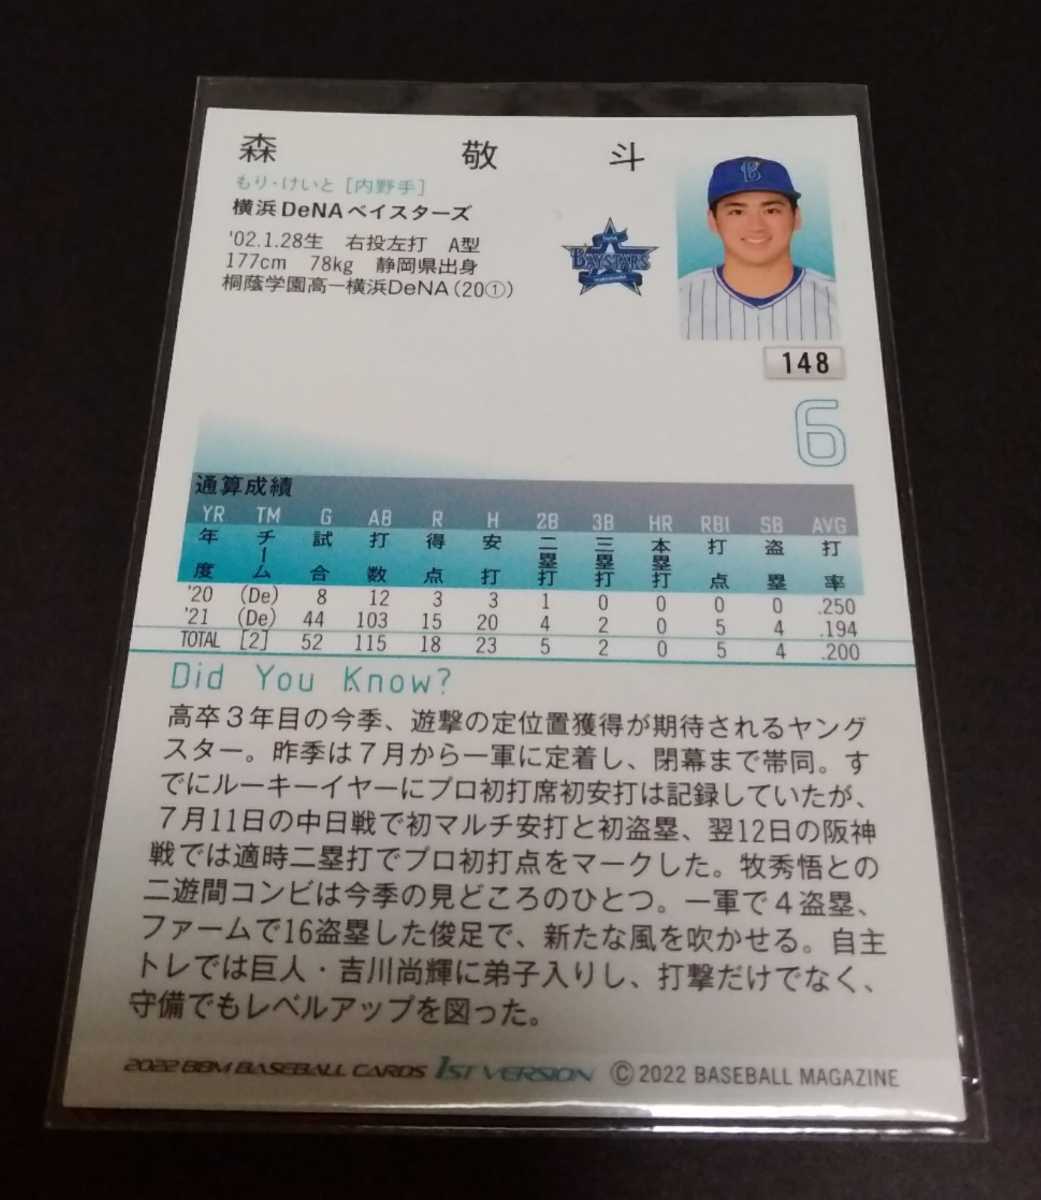 森 敬 斗
もり・けいと［内野手］
横浜DeNAベイスターズ
'02.1.28生 右投左打 A型
177cm 78kg 静岡県出身
桐蔭学園高ー横浜DeNA（20①）
B
BAYSTARS
148
6
通算成績
YR TM G AB R H 2B 3B HR RBI SB AVG
年度 チーム 試合 打数 得点 安打 二塁打 三塁打 本塁打 打点 盗塁 打率
'20 (De) 8 12 3 3 1 0 0 0 0 .250
'21 (De) 44 103 15 20 4 2 0 5 4 .194
TOTAL [2] 52 115 18 23 5 2 0 5 4 .200
Did You Know?
高卒３年目の今季、遊撃の定位置獲得が期待されるヤング
スター。昨季は７月から一軍に定着し、閉幕まで帯同。す
でにルーキーイヤーにプロ初打席初安打は記録していたが、
７月11日の中日戦で初マルチ安打と初盗塁、翌12日の阪神
戦では適時二塁打でプロ初打点をマークした。牧秀悟との
二遊間コンビは今季の見どころのひとつ。一軍で４盗塁、
ファームで16盗塁した俊足で、新たな風を吹かせる。自主
トレでは巨人・吉川尚輝に弟子入りし、打撃だけでなく、
守備でもレベルアップを図った。
2022 BBM BASEBALL CARDS 1ST VERSION ©2022 BASEBALL MAGAZINE